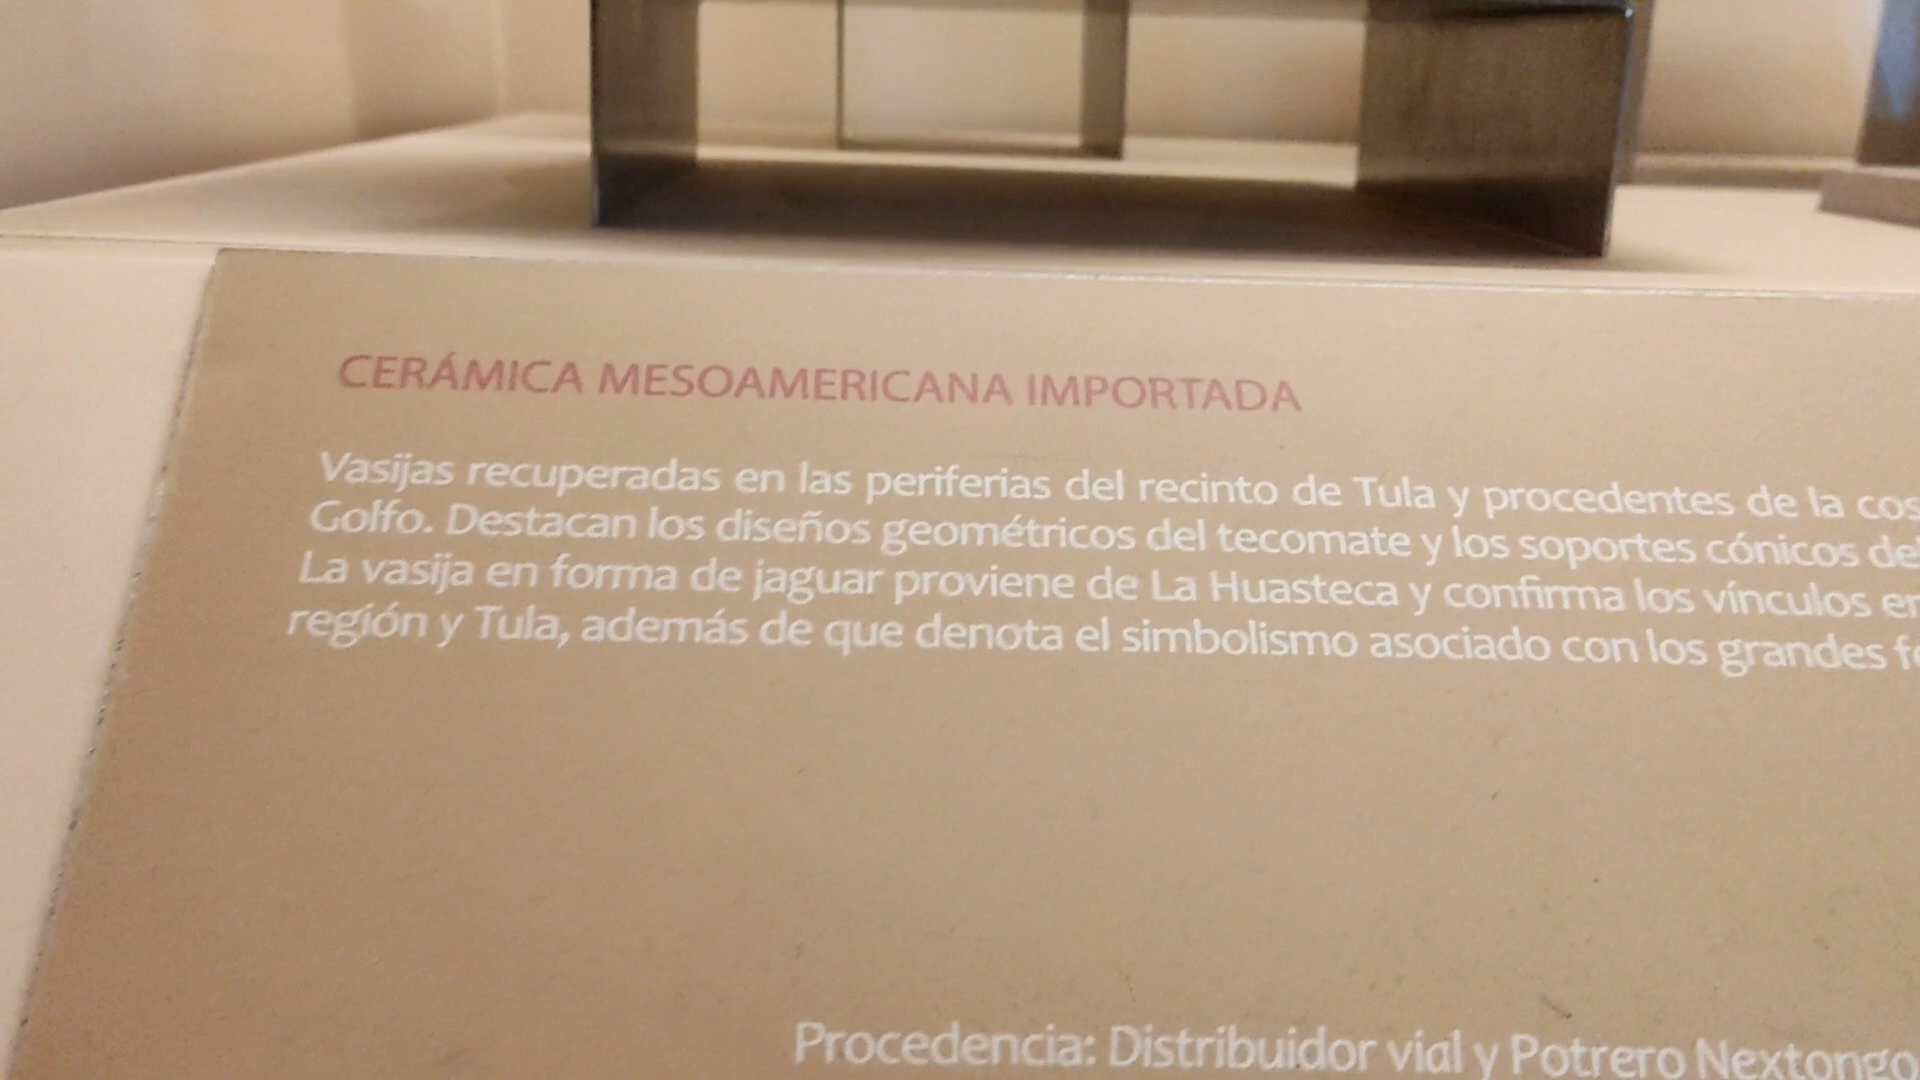 CERÁMICA MESOAMERICANA IMPORTADA
Vasijas recuperadas en las periferias del recinto de Tula y procedentes de la
Golfo. Destacan los diseños geométricos del tecomate y los soportes cónicos
La vasija en forma de jaguar proviene de La Huasteca y confirma los vínculos
región y Tula, además de que denota el simbolismo asociado con los grandes
Procedencia: Distribuidor vial y Potrero Nextongo